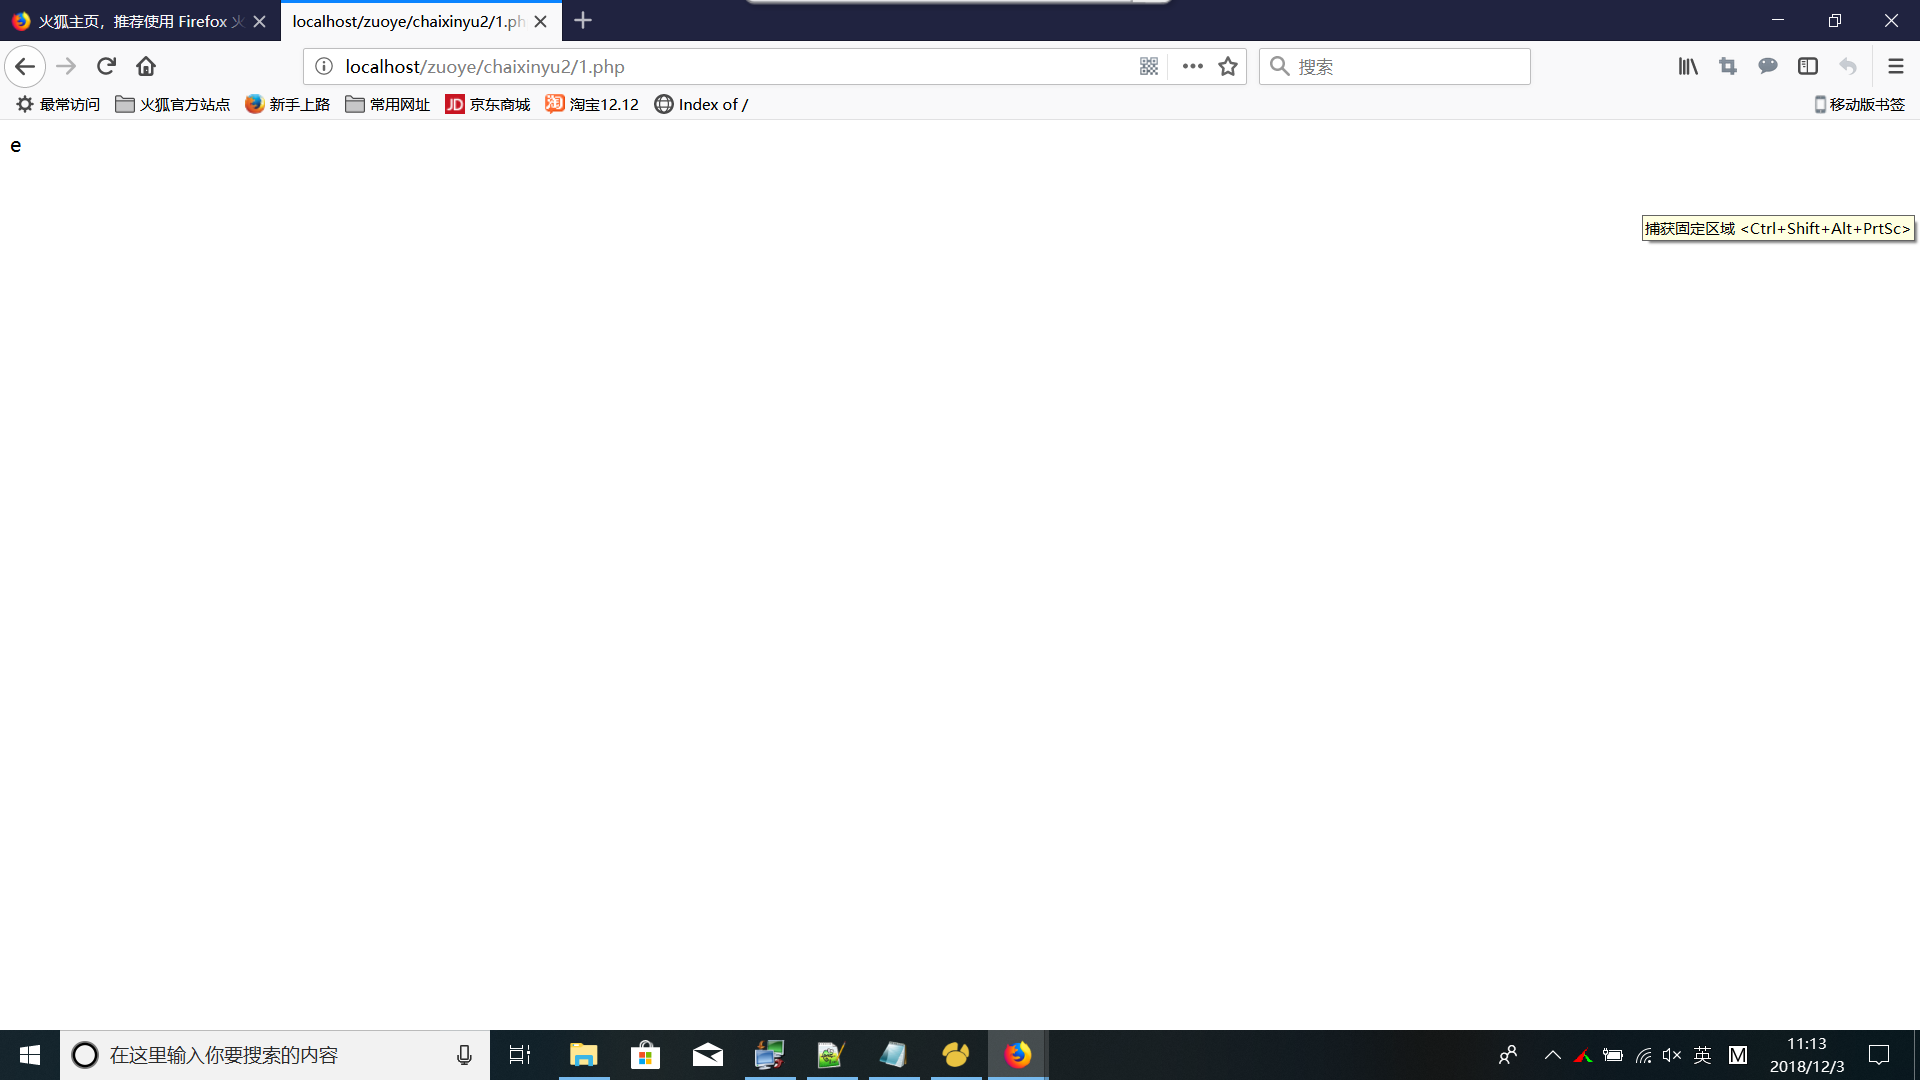 火狐主页，推荐使用 Firefox 火
localhost/zuoye/chaixinyu2/1.ph
localhost/zuoye/chaixinyu2/1.php
搜索
最常访问
火狐官方站点
新手上路
常用网址
JD 京东商城
淘 淘宝12.12
Index of /
移动版书签
e
捕获固定区域 <Ctrl+Shift+Alt+PrtSc>
在这里输入你要搜索的内容
英
M
11:13
2018/12/3